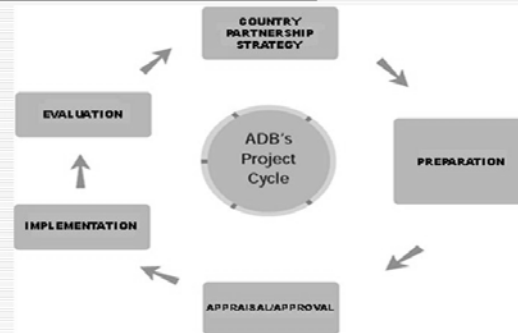 COUNTRY
PARTNERSHIP
STRATEGY
PREPARATION
APPRAISAL/APPROVAL
IMPLEMENTATION
EVALUATION
ADB's
Project
Cycle